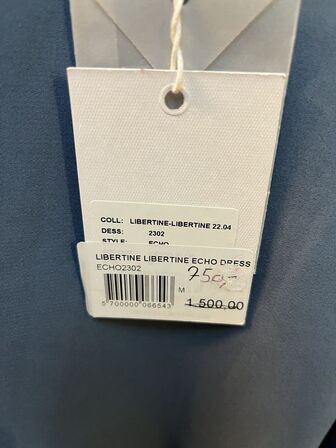 COLL: LIBERTINE-LIBERTINE 22.04
DESS: 2302
STYLE: ECHO
LIBERTINE LIBERTINE ECHO DRESS
ECHO2302
750,-
M
1.500,00
5 700000 066543